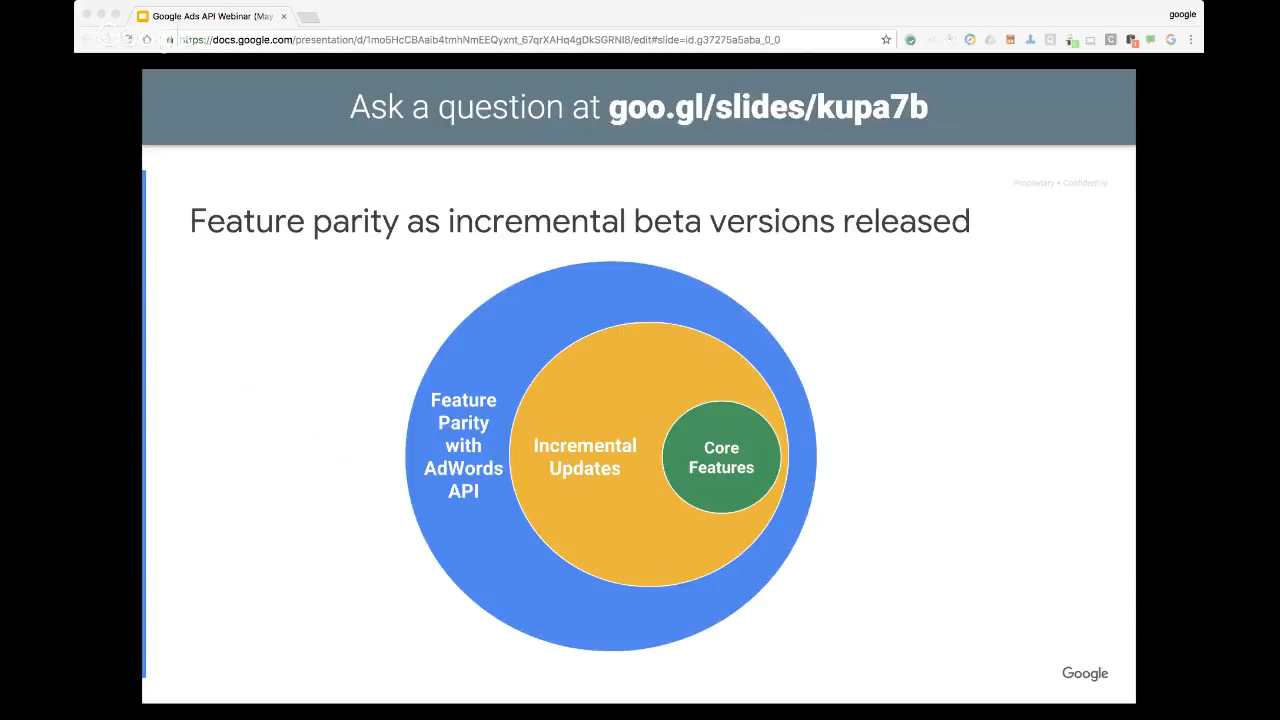 Google Ads API Webinar (May
google
https://docs.google.com/presentation/d/1mo5HcCBAaib4tmhNmEEQyxnt_67qrXAHq4gDkSGRNl8/edit#slide=id.g37275a5aba_0_0
Ask a question at goo.gl/slides/kupa7b
Proprietary + Confidential
Feature parity as incremental beta versions released
Feature
Parity
with
AdWords
API
Incremental
Updates
Core
Features
Google